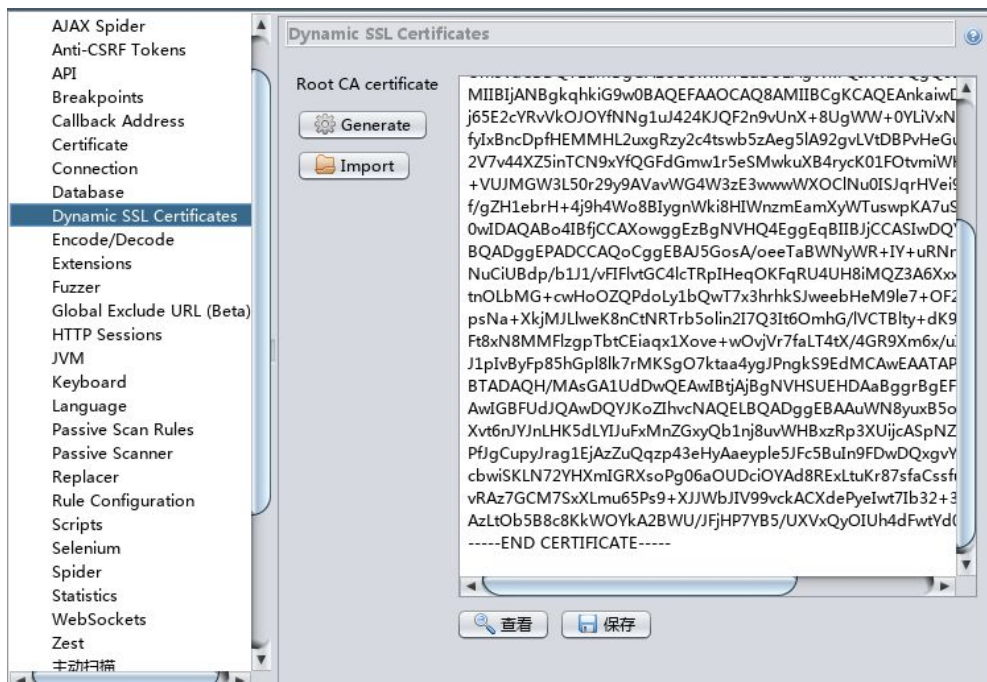 AJAX Spider
Anti-CSRF Tokens
API
Breakpoints
Callback Address
Certificate
Connection
Database
Dynamic SSL Certificates
Encode/Decode
Extensions
Fuzzer
Global Exclude URL (Beta)
HTTP Sessions
JVM
Keyboard
Language
Passive Scan Rules
Passive Scanner
Replacer
Rule Configuration
Scripts
Selenium
Spider
Statistics
WebSockets
Zest
主动扫描
Dynamic SSL Certificates
Root CA certificate
Generate
Import
MIIBIjANBgkqhkiG9w0BAQEFAAOCAQ8AMIIBCgKCAQEAnkaiwD
j65E2cYRvVkOJOYfNNg1uJ424KJQF2n9vUnX+8UgWW+0YLiVxN
fyIxBncDpfHEMMHL2uxgRzy2c4tswb5zAeg5lA92gvLVtDBPvHeGu
2V7v44XZ5inTCN9xYfQGFdGmw1r5eSMwkuXB4rycK01FOtvmiWH
+VUJMGW3L50r29y9AVavWG4W3zE3wwwWXOClNu0ISJqrHVei9
f/gZH1ebrH+4j9h4Wo8BIygnWki8HIWnzmEamXyWTuswpKA7uS
0wIDAQABo4IBfjCCAXowggEzBgNVHQ4EggEqBIIBJjCCASIwDQY
BQADggEPADCCAQoCggEBAJ5GosA/oeeTaBWNyWR+IY+uRNn
NuCiUBdp/b1J1/vFIFlvtGC4lcTRpIHeqOKFqRU4UH8iMQZ3A6Xxx
tnOLbMG+cwHoOZQPdoLy1bQwT7x3hrhkSJweebHeM9le7+OF2
psNa+XkjMJLlweK8nCtNRTrb5olin2I7Q3It6OmhG/lVCTBlty+dK9
Ft8xN8MMFlzgpTbtCEiaqx1Xove+wOvjVr7faLT4tX/4GR9Xm6x/u
J1pIvByFp85hGpl8lk7rMKSgO7ktaa4ygJPngkS9EdMCAwEAATAP
BTADAQH/MAsGA1UdDwQEAwIBtjAjBgNVHSUEHDAaBggrBgEF
AwIGBFUdJQAwDQYJKoZIhvcNAQELBQADggEBAAuWN8yuxB5o
Xvt6nJYJnLHK5dLYIJuFxMnZGxyQb1nj8uvWHBxzRp3XUijcASpNZ
PfJgCupyJrag1EjAzZuQqzp43eHyAaeyple5JFc5BuIn9FDwDQxgvY
cbwiSKLN72YHXmIGRXsoPg06aOUDciOYAd8RExLtuKr87sfaCssf
vRAz7GCM7SxXLmu65Ps9+XJJWbJIV99vckACXdePyeIwt7Ib32+3
AzLtOb5B8c8KkWOYkA2BWU/JFjHP7YB5/UXVxQyOIUh4dFwtYd
-----END CERTIFICATE-----
查看
保存